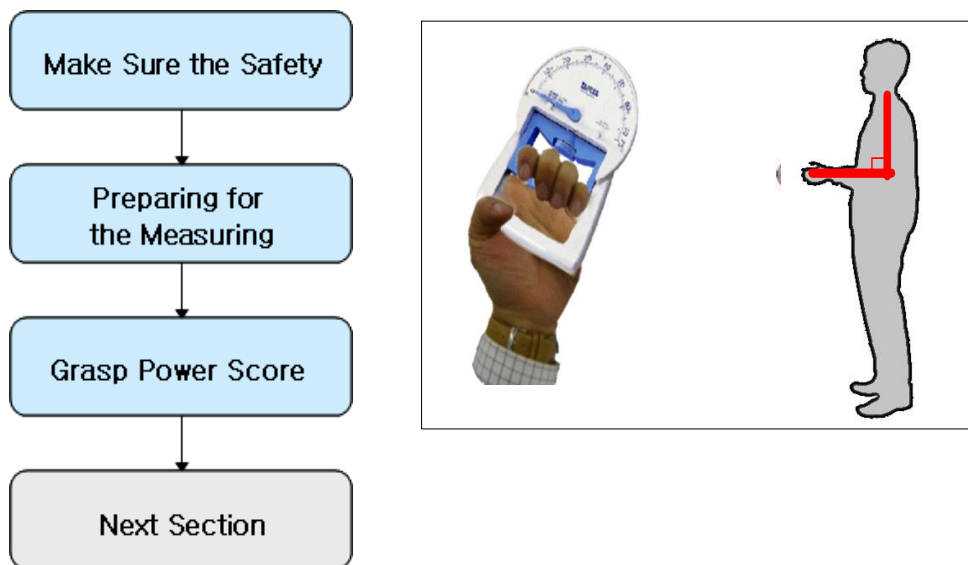 Make Sure the Safety
Preparing for
the Measuring
Grasp Power Score
Next Section